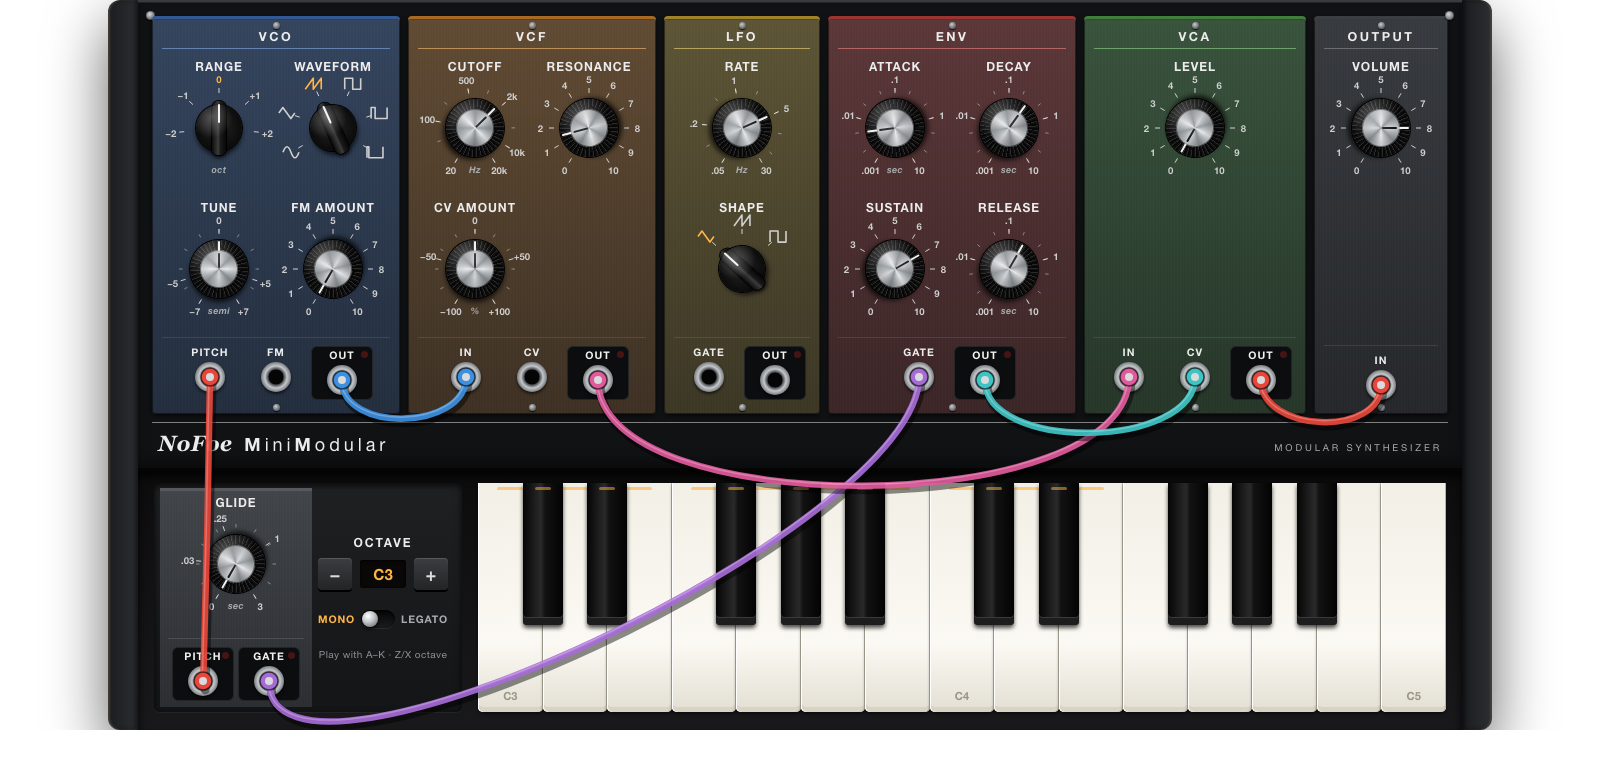 VCO
VCF
LFO
ENV
VCA
OUTPUT
RANGE
WAVEFORM
CUTOFF
RESONANCE
RATE
ATTACK
DECAY
LEVEL
VOLUME
−2 −1 0 +1 +2
oct
100 500 2k 10k
20 Hz 20k
0 1 2 3 4 5 6 7 8 9 10
.2 1 5
.05 Hz 30
.01 .1 1
.001 sec 10
.01 .1 1
.001 sec 10
0 1 2 3 4 5 6 7 8 9 10
0 1 2 3 4 5 6 7 8 9 10
TUNE
FM AMOUNT
CV AMOUNT
SHAPE
SUSTAIN
RELEASE
−5 0 +5
−7 semi +7
0 1 2 3 4 5 6 7 8 9 10
−50 0 +50
−100 % +100
0 1 2 3 4 5 6 7 8 9 10
.01 .1 1
.001 sec 10
PITCH
FM
OUT
IN
CV
OUT
GATE
OUT
GATE
OUT
IN
CV
OUT
IN
NoFoe MiniModular
MODULAR SYNTHESIZER
GLIDE
.03 .25 1
0 sec 3
OCTAVE
− C3 +
MONO LEGATO
Play with A–K · Z/X octave
PITCH
GATE
C3
C4
C5